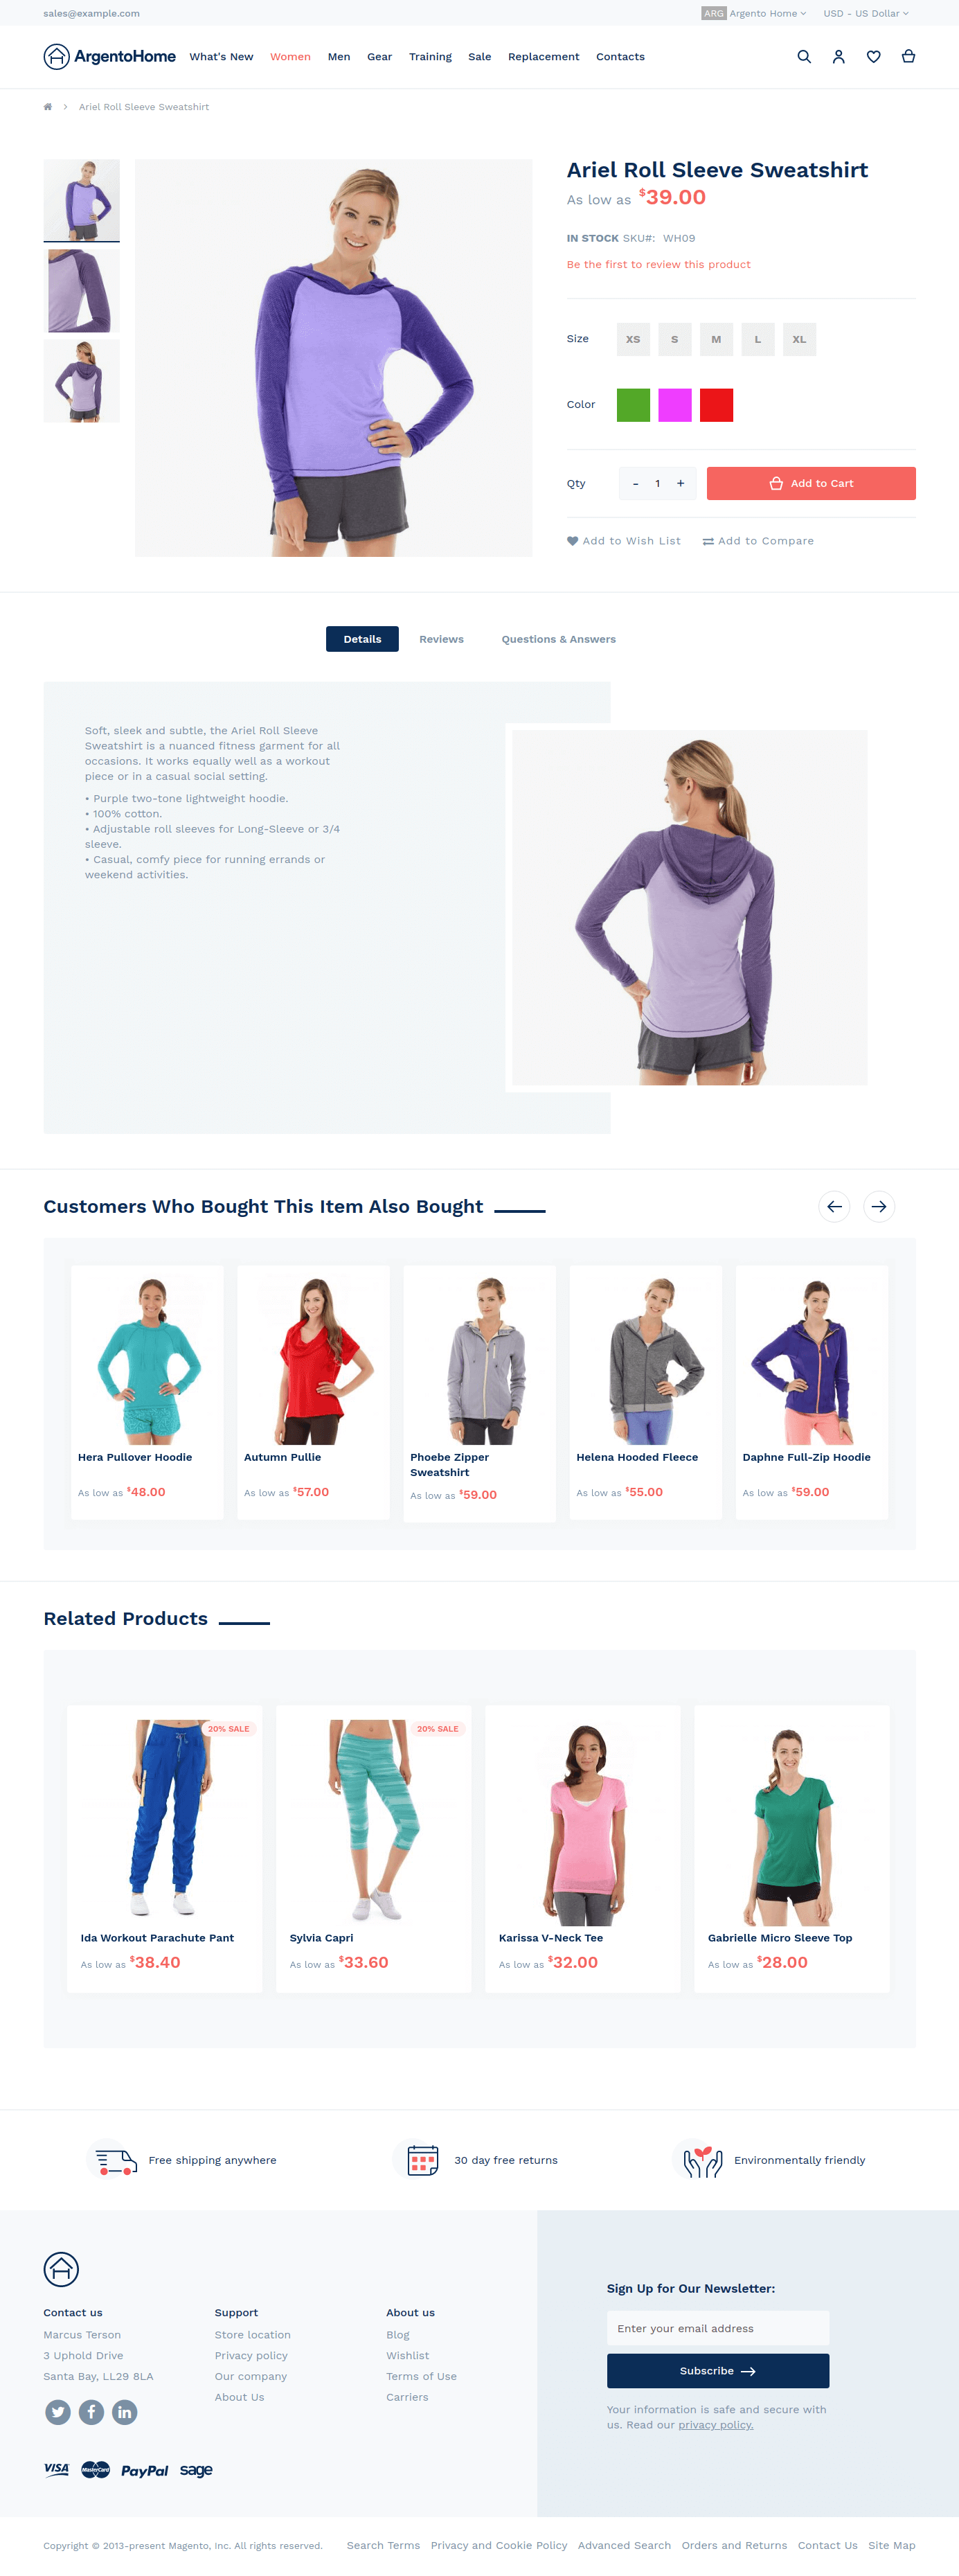 sales@example.com
ARG Argento Home
USD - US Dollar
ArgentoHome
What's New Women Men Gear Training Sale Replacement Contacts
Ariel Roll Sleeve Sweatshirt
Ariel Roll Sleeve Sweatshirt
As low as $39.00
IN STOCK SKU#: WH09
Be the first to review this product
Size XS S M L XL
Color
Qty - 1 + Add to Cart
Add to Wish List Add to Compare
Details Reviews Questions & Answers
Soft, sleek and subtle, the Ariel Roll Sleeve
Sweatshirt is a nuanced fitness garment for all
occasions. It works equally well as a workout
piece or in a casual social setting.
• Purple two-tone lightweight hoodie.
• 100% cotton.
• Adjustable roll sleeves for Long-Sleeve or 3/4
sleeve.
• Casual, comfy piece for running errands or
weekend activities.
Customers Who Bought This Item Also Bought
Hera Pullover Hoodie
As low as $48.00
Autumn Pullie
As low as $57.00
Phoebe Zipper
Sweatshirt
As low as $59.00
Helena Hooded Fleece
As low as $55.00
Daphne Full-Zip Hoodie
As low as $59.00
Related Products
20% SALE
Ida Workout Parachute Pant
As low as $38.40
20% SALE
Sylvia Capri
As low as $33.60
Karissa V-Neck Tee
As low as $32.00
Gabrielle Micro Sleeve Top
As low as $28.00
Free shipping anywhere
30 day free returns
Environmentally friendly
Contact us
Marcus Terson
3 Uphold Drive
Santa Bay, LL29 8LA
Support
Store location
Privacy policy
Our company
About Us
About us
Blog
Wishlist
Terms of Use
Carriers
VISA MasterCard PayPal sage
Sign Up for Our Newsletter:
Enter your email address
Subscribe
Your information is safe and secure with
us. Read our privacy policy.
Copyright © 2013-present Magento, Inc. All rights reserved.
Search Terms Privacy and Cookie Policy Advanced Search Orders and Returns Contact Us Site Map